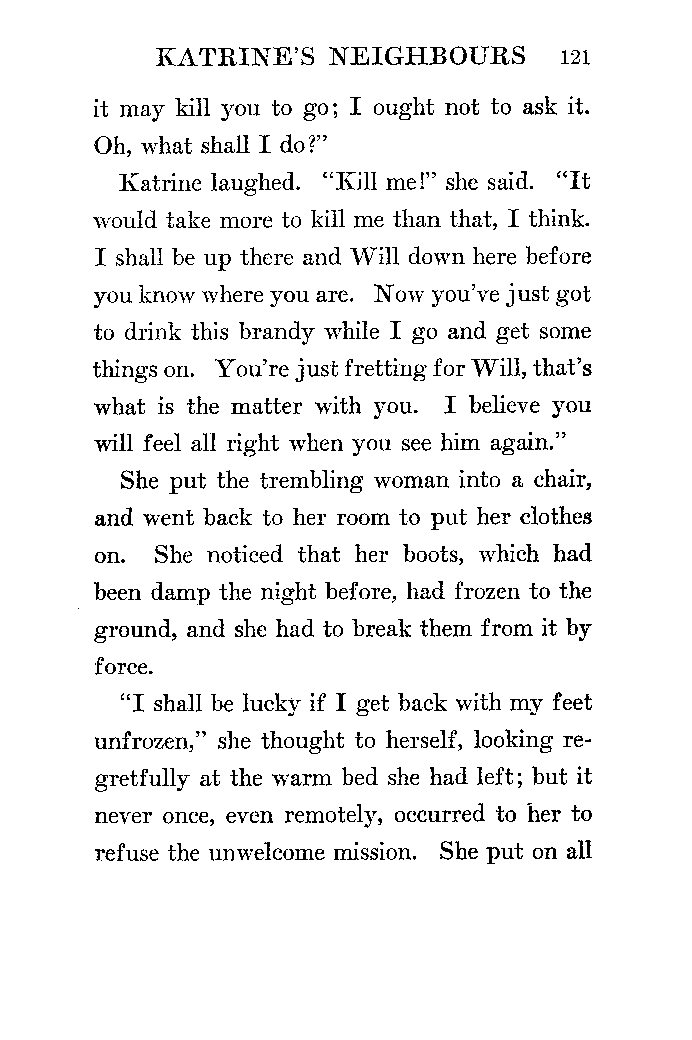 KATRINE'S NEIGHBOURS 121
it may kill you to go; I ought not to ask it.
Oh, what shall I do?”
Katrine laughed. “Kill me!” she said. “It
would take more to kill me than that, I think.
I shall be up there and Will down here before
you know where you are. Now you've just got
to drink this brandy while I go and get some
things on. You're just fretting for Will, that's
what is the matter with you. I believe you
will feel all right when you see him again.”
She put the trembling woman into a chair,
and went back to her room to put her clothes
on. She noticed that her boots, which had
been damp the night before, had frozen to the
ground, and she had to break them from it by
force.
“I shall be lucky if I get back with my feet
unfrozen,” she thought to herself, looking re-
gretfully at the warm bed she had left; but it
never once, even remotely, occurred to her to
refuse the unwelcome mission. She put on all